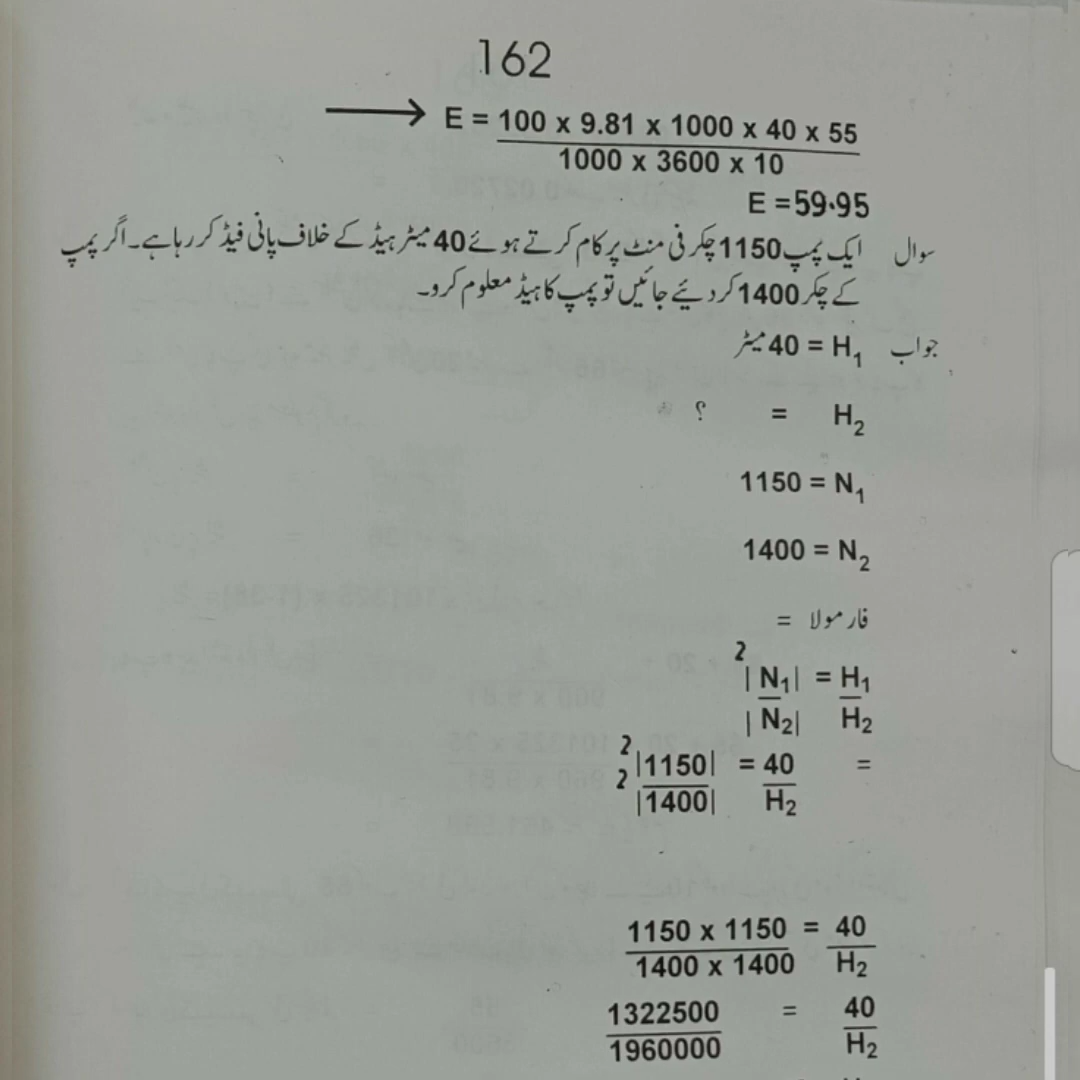 162
→ E = 100 x 9.81 x 1000 x 40 x 55
1000 x 3600 x 10
E = 59.95
سوال ایک پمپ 1150 چکر فی منٹ پر کام کرتے ہوئے 40 میٹر ہیڈ کے خلاف پانی فیڈ کر رہا ہے۔ اگر پمپ
کے چکر 1400 کر دیئے جائیں تو پمپ کا ہیڈ معلوم کرو۔
جواب H₁ = 40 میٹر
H₂ = ؟
1150 = N₁
1400 = N₂
فارمولا =
2
| N₁| = H₁
| N₂| H₂
2 |1150| = 40 =
2 |1400| H₂
1150 x 1150 = 40
1400 x 1400 H₂
1322500 = 40
1960000 H₂